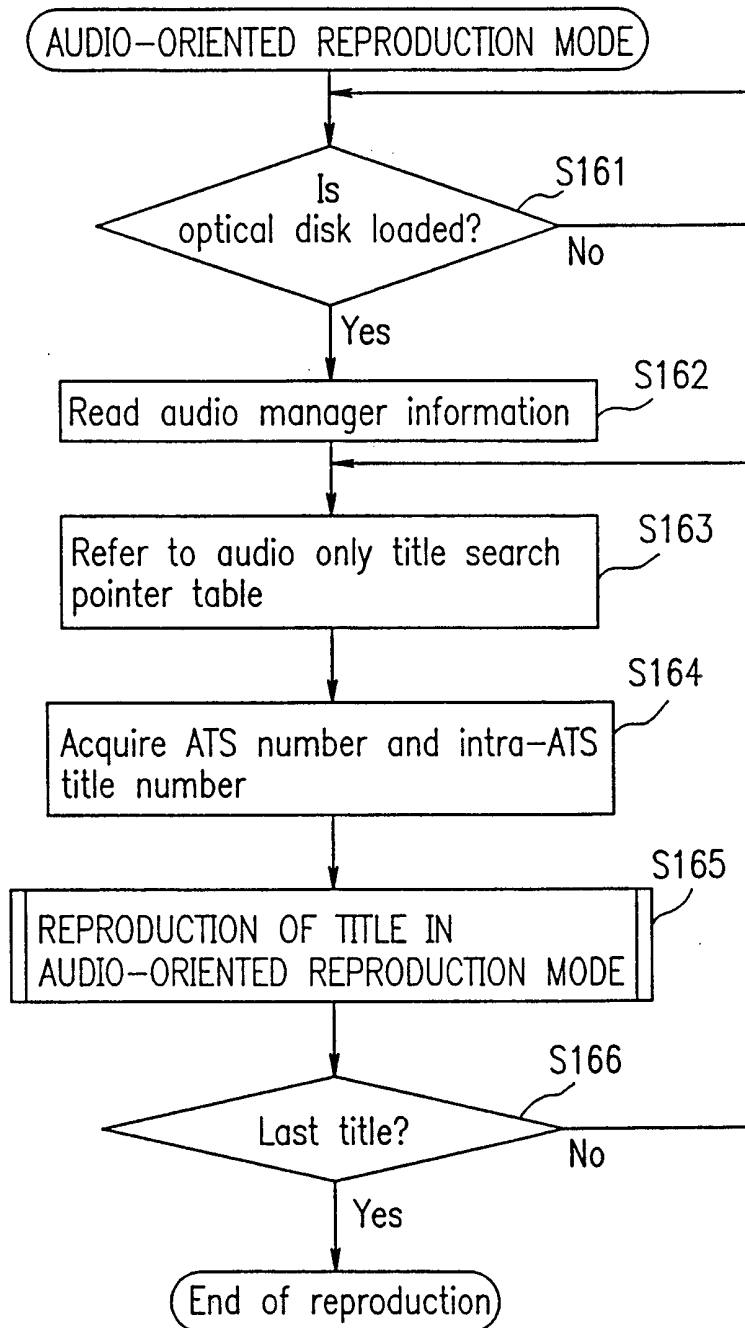 AUDIO-ORIENTED REPRODUCTION MODE
S161
Is
optical disk loaded?
No
Yes
S162
Read audio manager information
S163
Refer to audio only title search
pointer table
S164
Acquire ATS number and intra-ATS
title number
S165
REPRODUCTION OF TITLE IN
AUDIO-ORIENTED REPRODUCTION MODE
S166
Last title?
No
Yes
End of reproduction